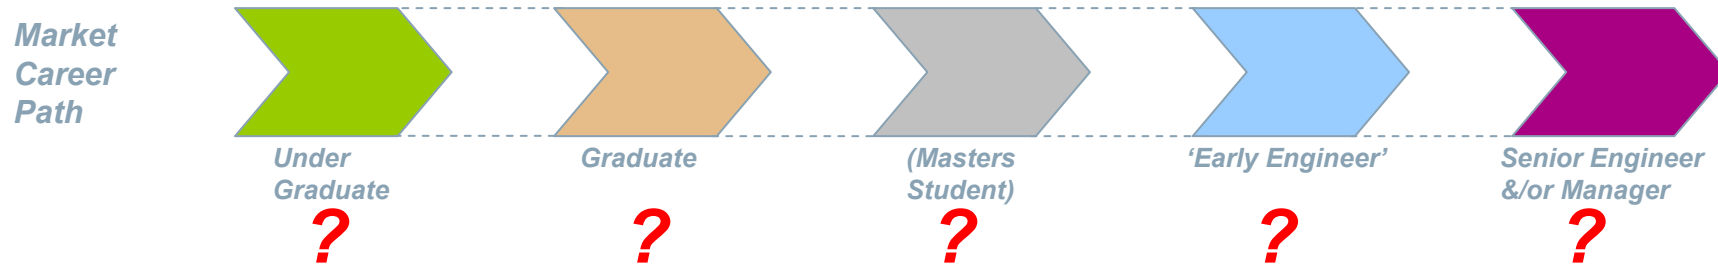 Market
Career
Path
Under
Graduate
Graduate
(Masters
Student)
‘Early Engineer’
Senior Engineer
&/or Manager
? ? ? ? ?